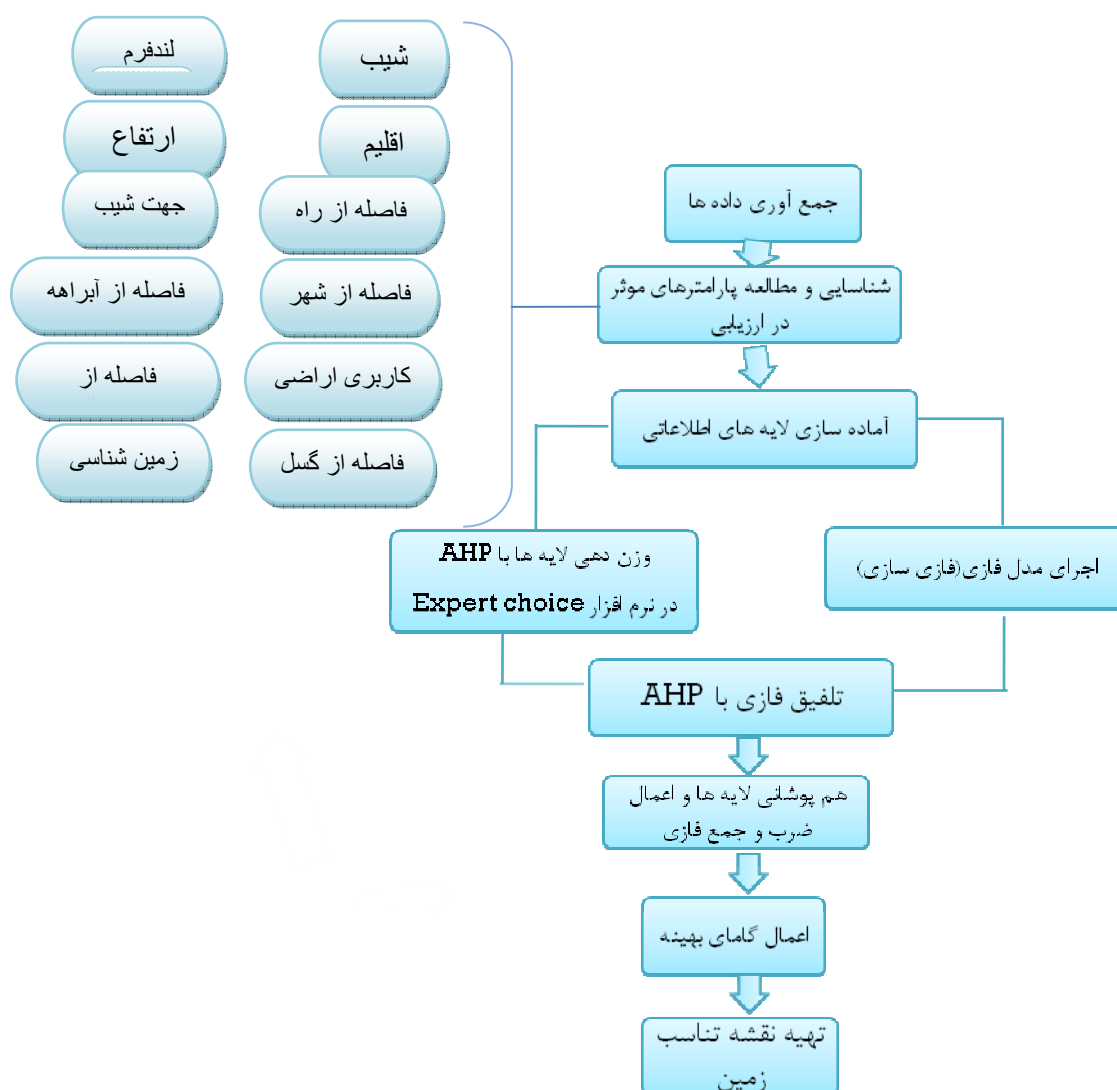 شیب
لندفرم
اقلیم
ارتفاع
فاصله از راه
جهت شیب
فاصله از شهر
فاصله از آبراهه
کاربری اراضی
فاصله از
فاصله از گسل
زمین شناسی
جمع آوری داده ها
شناسایی و مطالعه پارامترهای موثر
در ارزیابی
آماده سازی لایه های اطلاعاتی
اجرای مدل فازی(فازی سازی)
وزن دهی لایه ها با AHP
در نرم افزار Expert choice
تلفیق فازی با AHP
هم پوشانی لایه ها و اعمال
ضرب و جمع فازی
اعمال گامای بهینه
تهیه نقشه تناسب
زمین